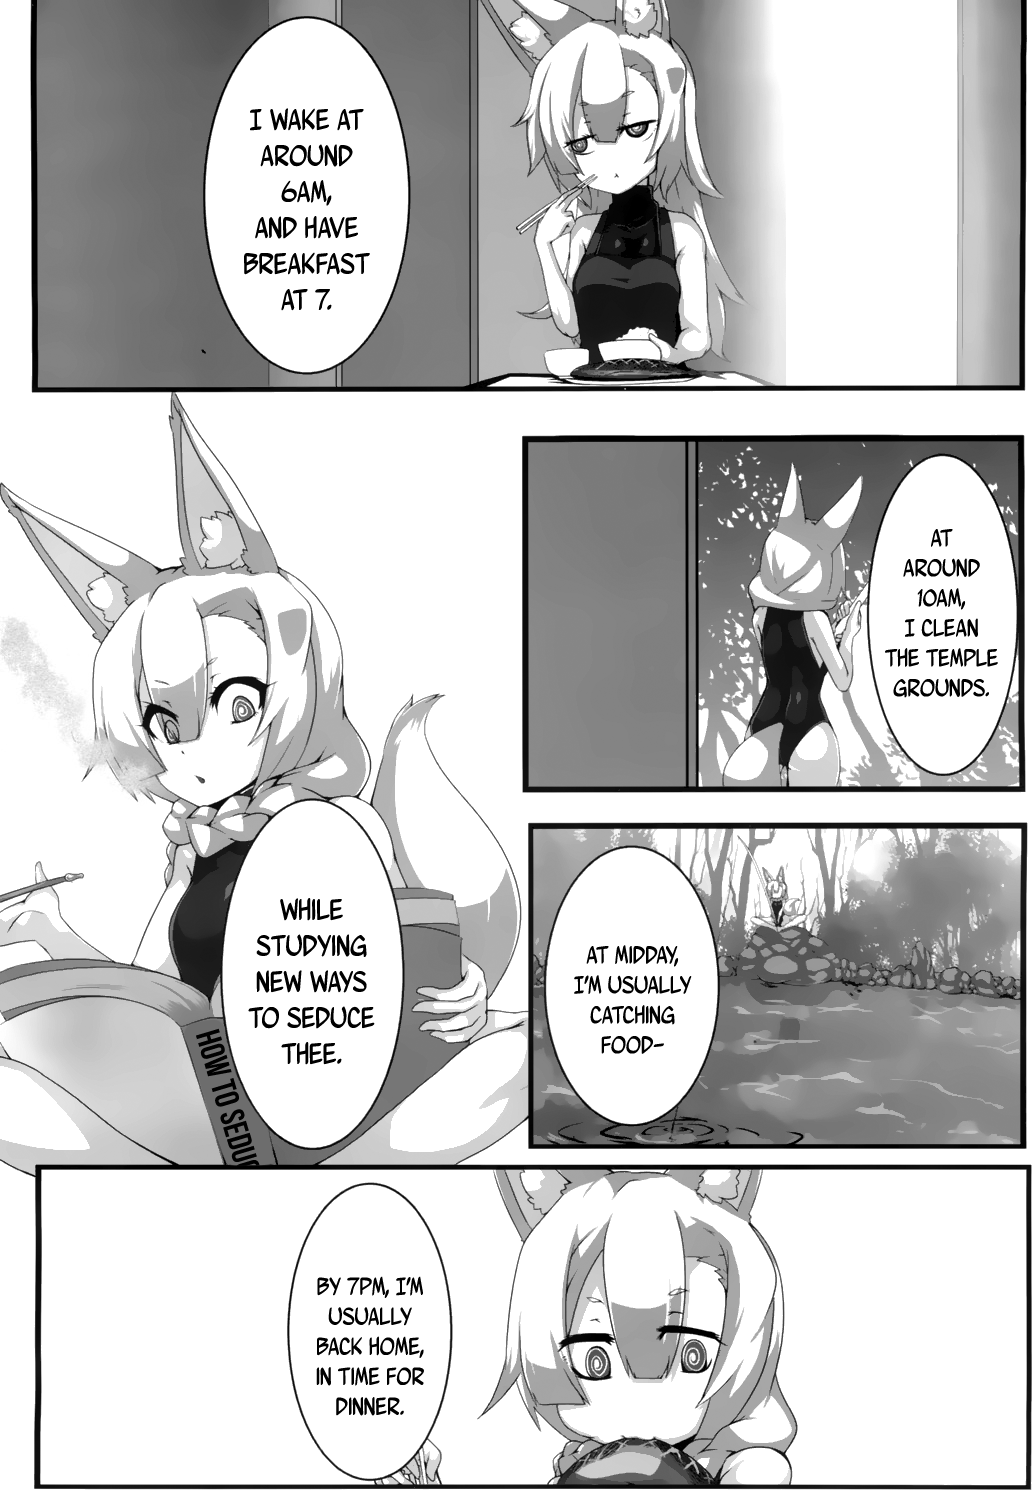 I WAKE AT
AROUND
6AM,
AND HAVE
BREAKFAST
AT 7.
AT
AROUND
10AM,
I CLEAN
THE TEMPLE
GROUNDS.
AT MIDDAY,
I'M USUALLY
CATCHING
FOOD-
WHILE
STUDYING
NEW WAYS
TO SEDUCE
THEE.
HOW TO SEDUC
BY 7PM, I'M
USUALLY
BACK HOME,
IN TIME FOR
DINNER.